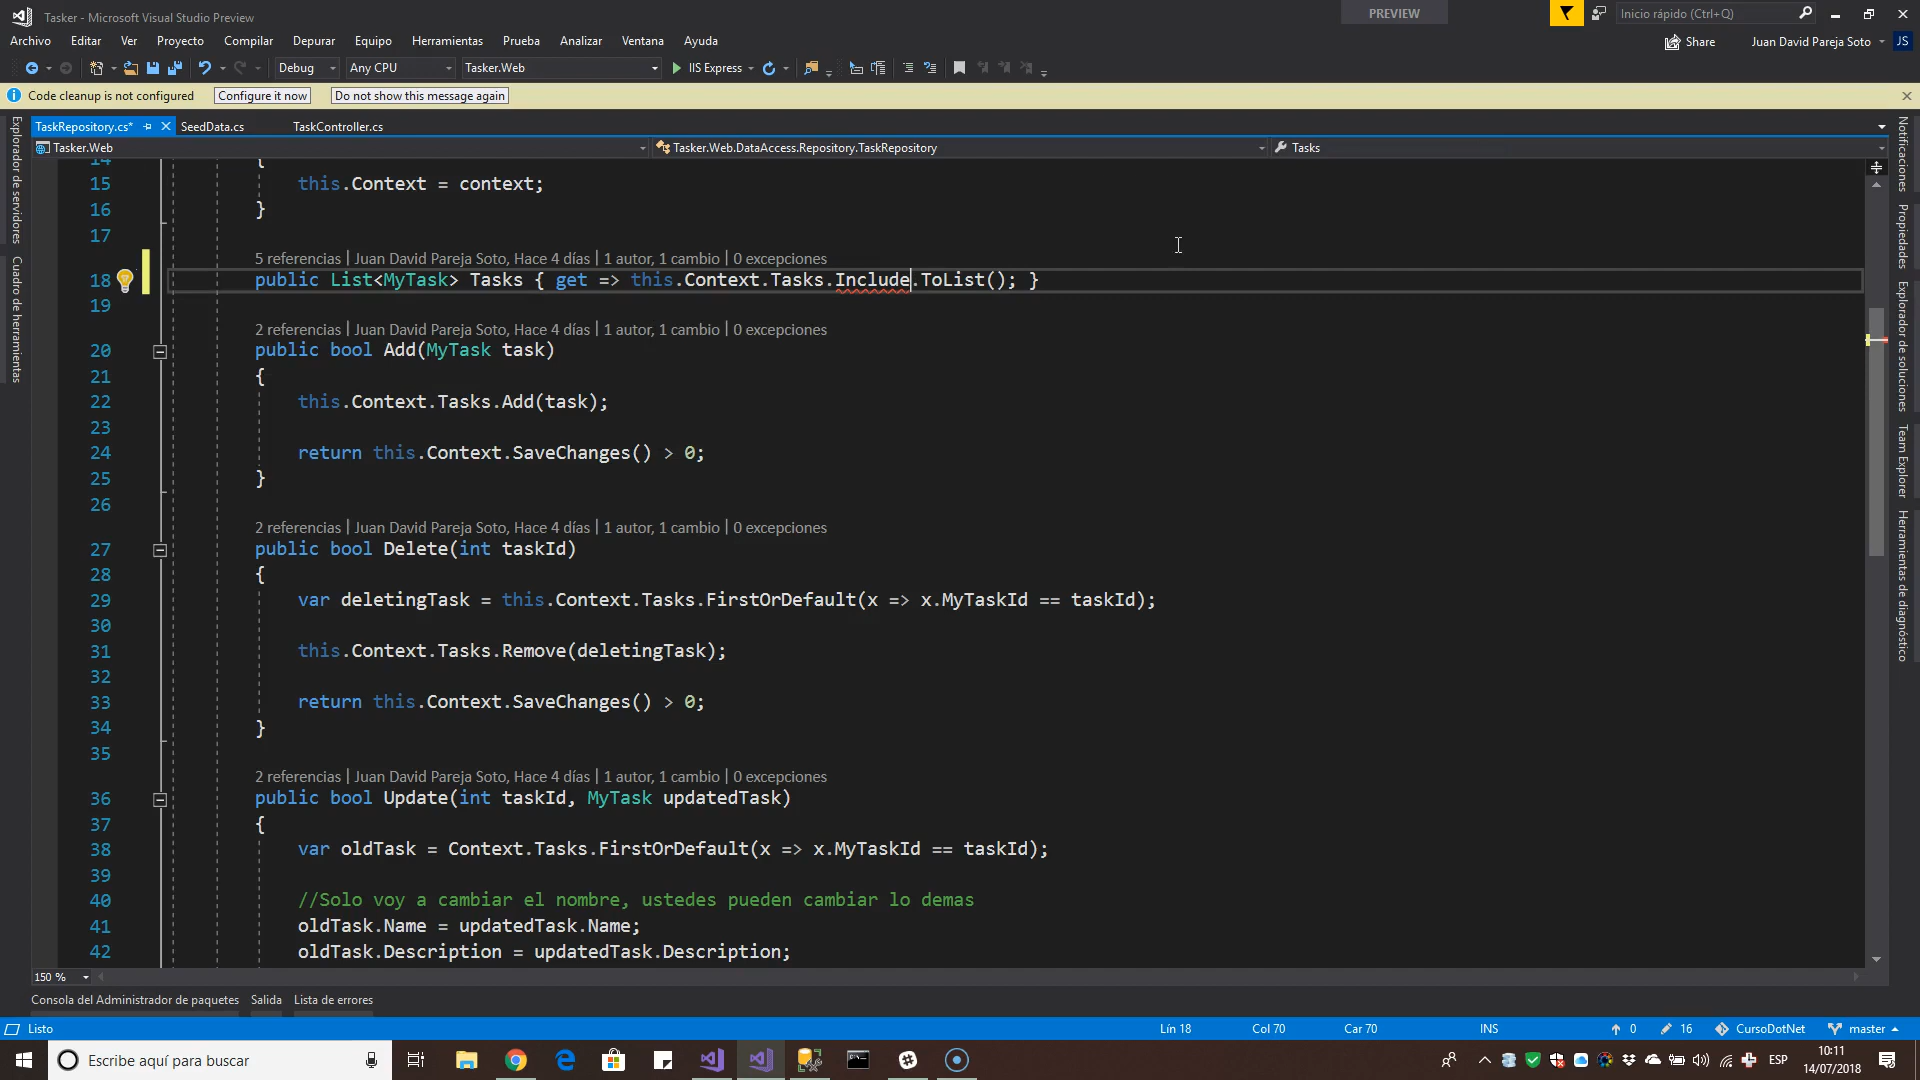 Tasker - Microsoft Visual Studio Preview
PREVIEW
Inicio rápido (Ctrl+Q)
Archivo Editar Ver Proyecto Compilar Depurar Equipo Herramientas Prueba Analizar Ventana Ayuda
Share Juan David Pareja Soto JS
Debug Any CPU Tasker.Web IIS Express
Code cleanup is not configured Configure it now Do not show this message again
TaskRepository.cs* SeedData.cs TaskController.cs
Tasker.Web Tasker.Web.DataAccess.Repository.TaskRepository Tasks
Explorador de servidores
Cuadro de herramientas
14 {
15 this.Context = context;
16 }
17
5 referencias | Juan David Pareja Soto, Hace 4 días | 1 autor, 1 cambio | 0 excepciones
18 public List<MyTask> Tasks { get => this.Context.Tasks.Include.ToList(); }
19
2 referencias | Juan David Pareja Soto, Hace 4 días | 1 autor, 1 cambio | 0 excepciones
20 public bool Add(MyTask task)
21 {
22 this.Context.Tasks.Add(task);
23
24 return this.Context.SaveChanges() > 0;
25 }
26
2 referencias | Juan David Pareja Soto, Hace 4 días | 1 autor, 1 cambio | 0 excepciones
27 public bool Delete(int taskId)
28 {
29 var deletingTask = this.Context.Tasks.FirstOrDefault(x => x.MyTaskId == taskId);
30
31 this.Context.Tasks.Remove(deletingTask);
32
33 return this.Context.SaveChanges() > 0;
34 }
35
2 referencias | Juan David Pareja Soto, Hace 4 días | 1 autor, 1 cambio | 0 excepciones
36 public bool Update(int taskId, MyTask updatedTask)
37 {
38 var oldTask = Context.Tasks.FirstOrDefault(x => x.MyTaskId == taskId);
39
40 //Solo voy a cambiar el nombre, ustedes pueden cambiar lo demas
41 oldTask.Name = updatedTask.Name;
42 oldTask.Description = updatedTask.Description;
Notificaciones
Propiedades
Explorador de soluciones
Team Explorer
Herramientas de diagnóstico
150 %
Consola del Administrador de paquetes Salida Lista de errores
Listo Lín 18 Col 70 Car 70 INS 0 16 CursoDotNet master
Escribe aquí para buscar
ESP
10:11
14/07/2018